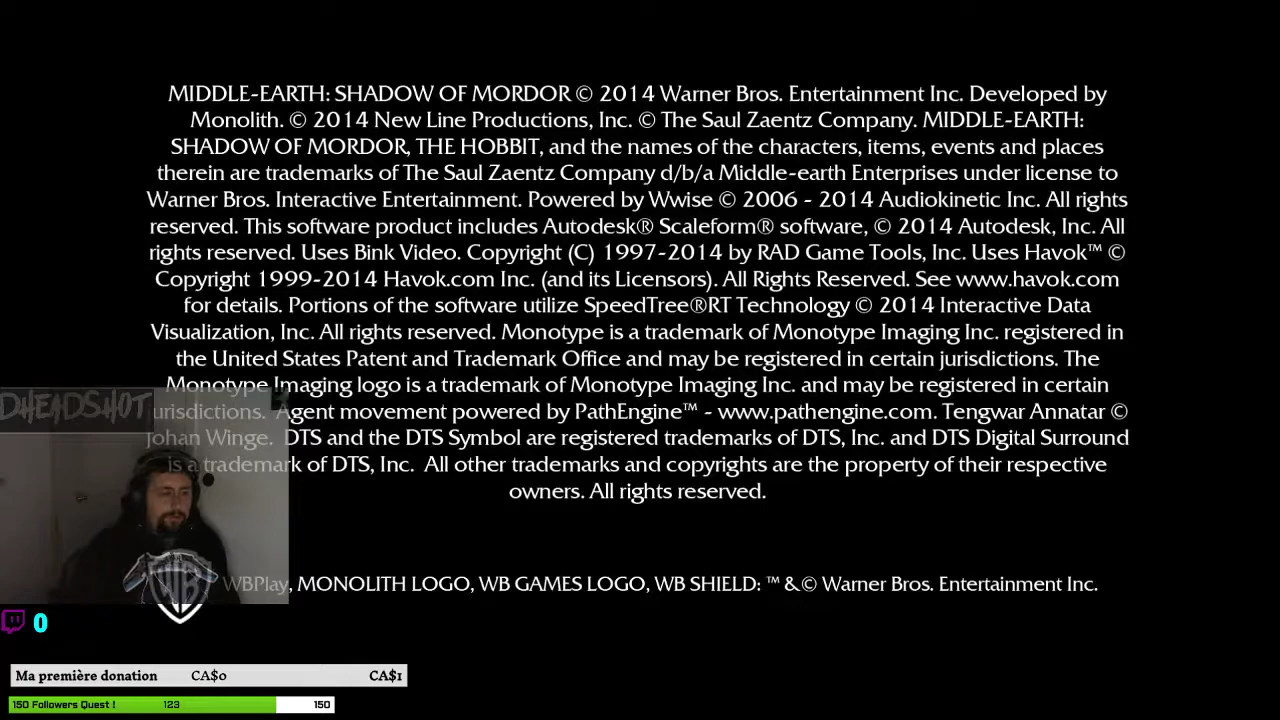 MIDDLE-EARTH: SHADOW OF MORDOR © 2014 Warner Bros. Entertainment Inc. Developed by
Monolith. © 2014 New Line Productions, Inc. © The Saul Zaentz Company. MIDDLE-EARTH:
SHADOW OF MORDOR, THE HOBBIT, and the names of the characters, items, events and places
therein are trademarks of The Saul Zaentz Company d/b/a Middle-earth Enterprises under license to
Warner Bros. Interactive Entertainment. Powered by Wwise © 2006 - 2014 Audiokinetic Inc. All rights
reserved. This software product includes Autodesk® Scaleform® software, © 2014 Autodesk, Inc. All
rights reserved. Uses Bink Video. Copyright (C) 1997-2014 by RAD Game Tools, Inc. Uses Havok™ ©
Copyright 1999-2014 Havok.com Inc. (and its Licensors). All Rights Reserved. See www.havok.com
for details. Portions of the software utilize SpeedTree®RT Technology © 2014 Interactive Data
Visualization, Inc. All rights reserved. Monotype is a trademark of Monotype Imaging Inc. registered in
the United States Patent and Trademark Office and may be registered in certain jurisdictions. The
Monotype Imaging logo is a trademark of Monotype Imaging Inc. and may be registered in certain
jurisdictions. Agent movement powered by PathEngine™ - www.pathengine.com. Tengwar Annatar ©
Johan Winge. DTS and the DTS Symbol are registered trademarks of DTS, Inc. and DTS Digital Surround
is a trademark of DTS, Inc. All other trademarks and copyrights are the property of their respective
owners. All rights reserved.
DHEADSHOT
WB
WBPlay, MONOLITH LOGO, WB GAMES LOGO, WB SHIELD: ™ & © Warner Bros. Entertainment Inc.
0
Ma première donation CA$0 CA$1
150 Followers Quest ! 123 150